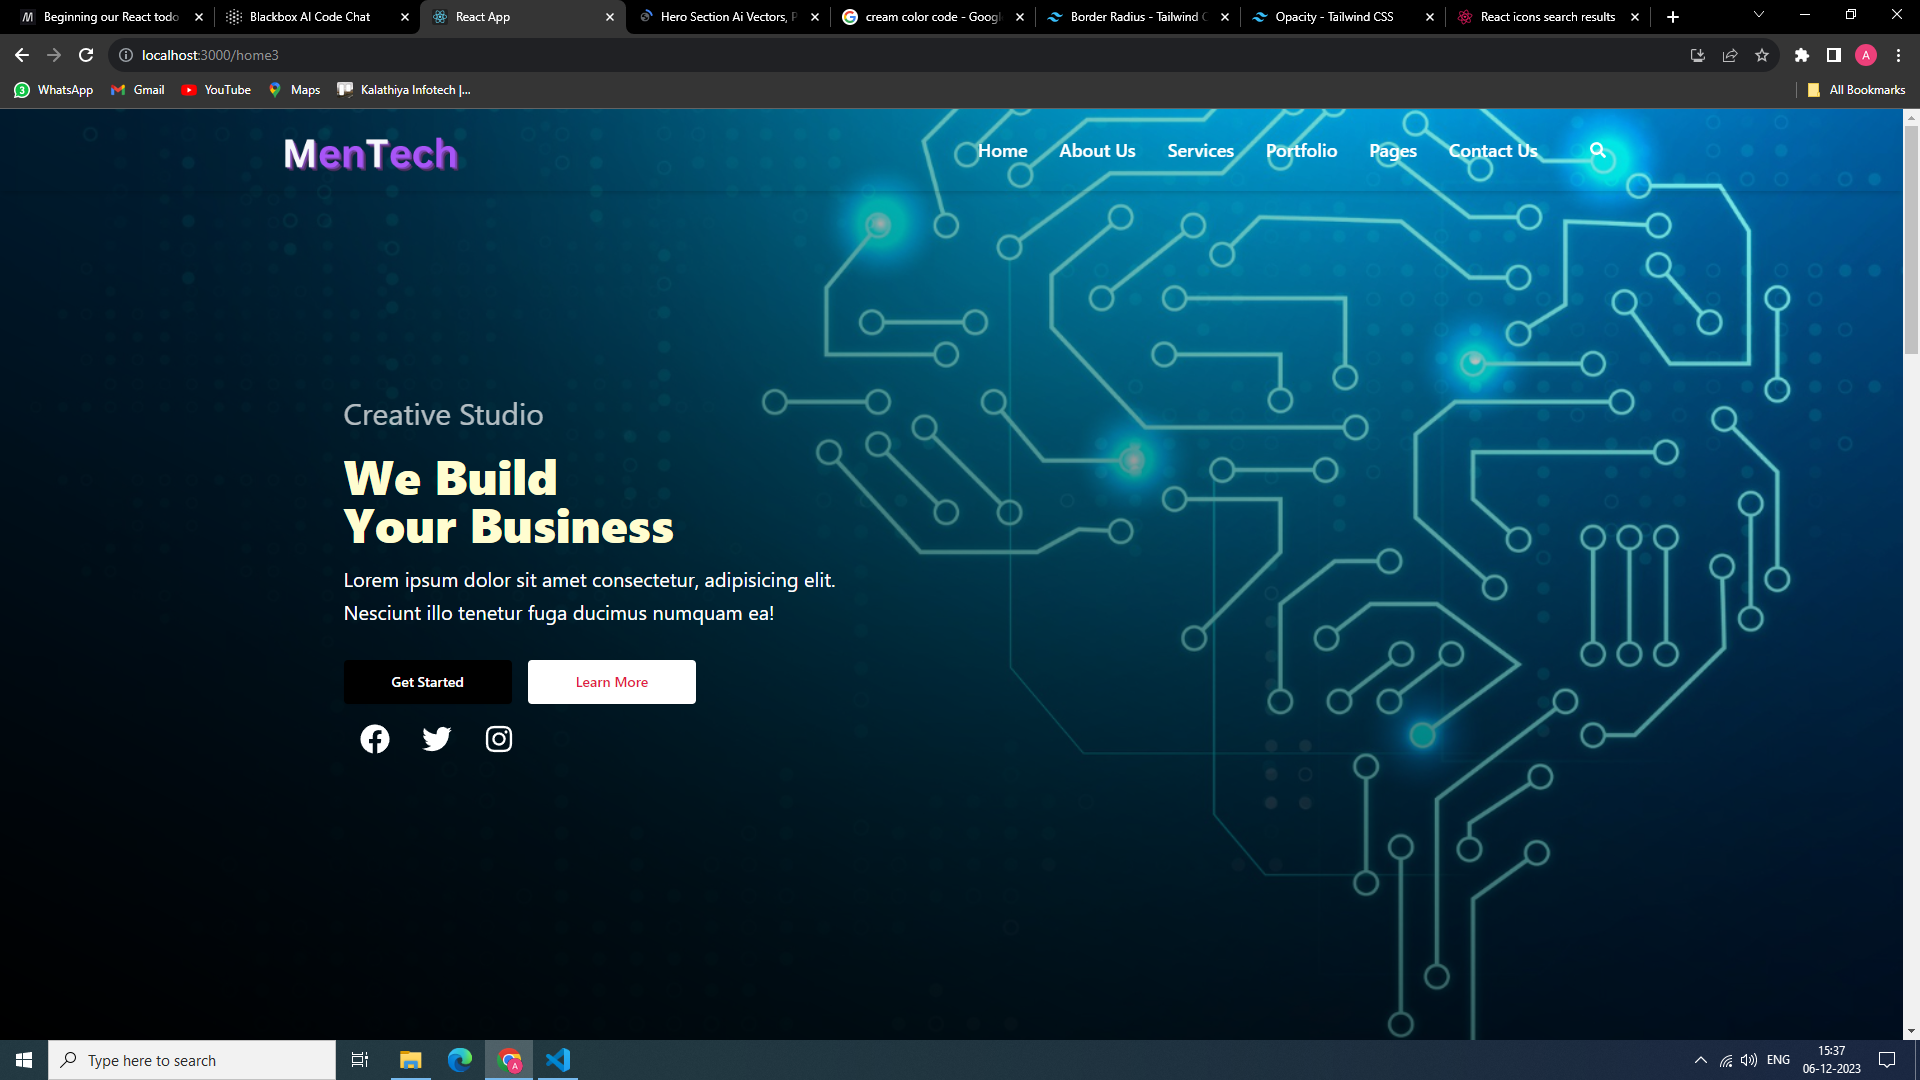 Beginning our React todo
Blackbox AI Code Chat
React App
Hero Section Ai Vectors, P
cream color code - Googl
Border Radius - Tailwind C
Opacity - Tailwind CSS
React icons search results
localhost:3000/home3
A
3
WhatsApp
Gmail
YouTube
Maps
Kalathiya Infotech |...
All Bookmarks
MenTech
Home
About Us
Services
Portfolio
Pages
Contact Us
Creative Studio
We Build
Your Business
Lorem ipsum dolor sit amet consectetur, adipisicing elit.
Nesciunt illo tenetur fuga ducimus numquam ea!
Get Started
Learn More
Type here to search
A
ENG
15:37
06-12-2023